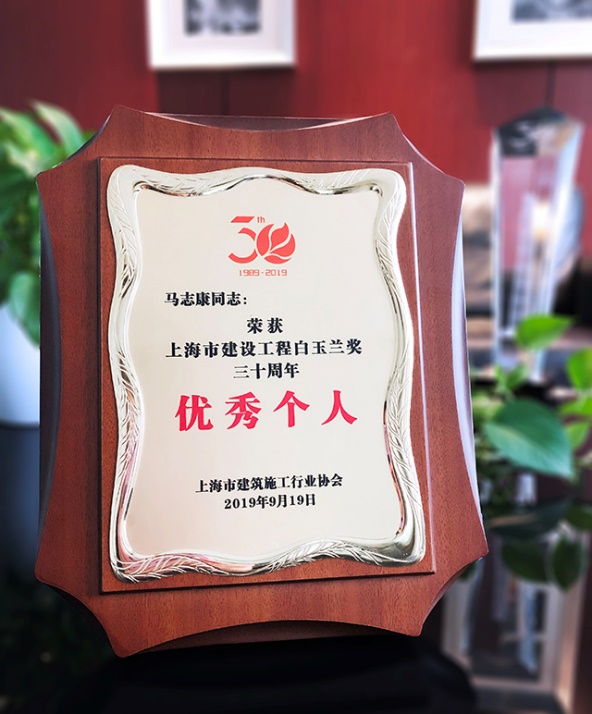 30th
1989-2019
马志康同志：
荣获
上海市建设工程白玉兰奖
三十周年
优秀个人
上海市建筑施工行业协会
2019年9月19日